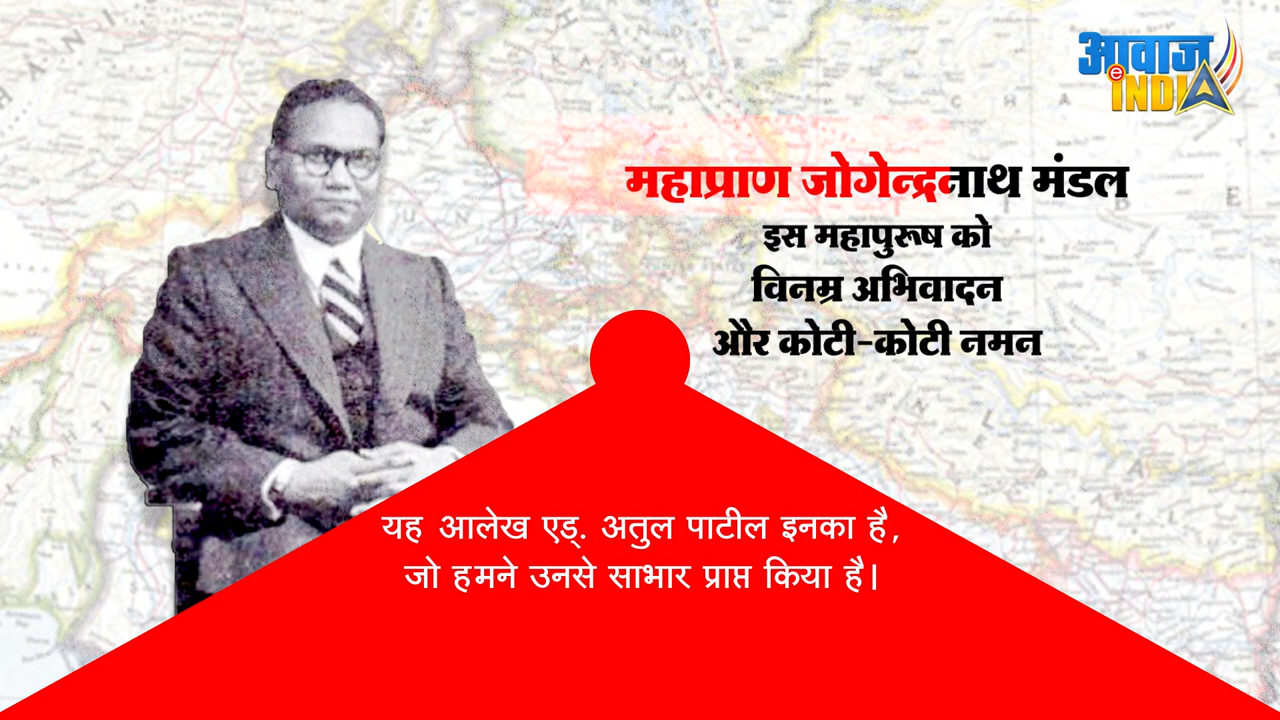 आवाज
e INDIA
महाप्राण जोगेन्द्रनाथ मंडल
इस महापुरूष को
विनम्र अभिवादन
और कोटी-कोटी नमन
यह आलेख एड्. अतुल पाटील इनका है,
जो हमने उनसे साभार प्राप्त किया है।